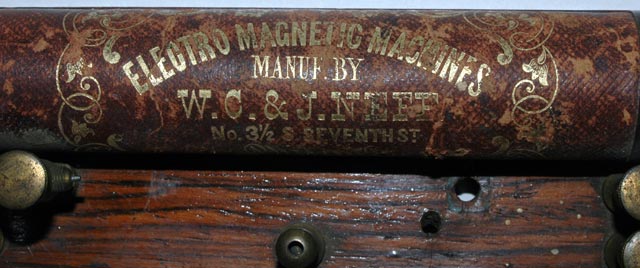 ELECTRO MAGNETIC MACHINES
MANUF. BY
W.C. & J. NEFF
No. 3½ S. SEVENTH ST.